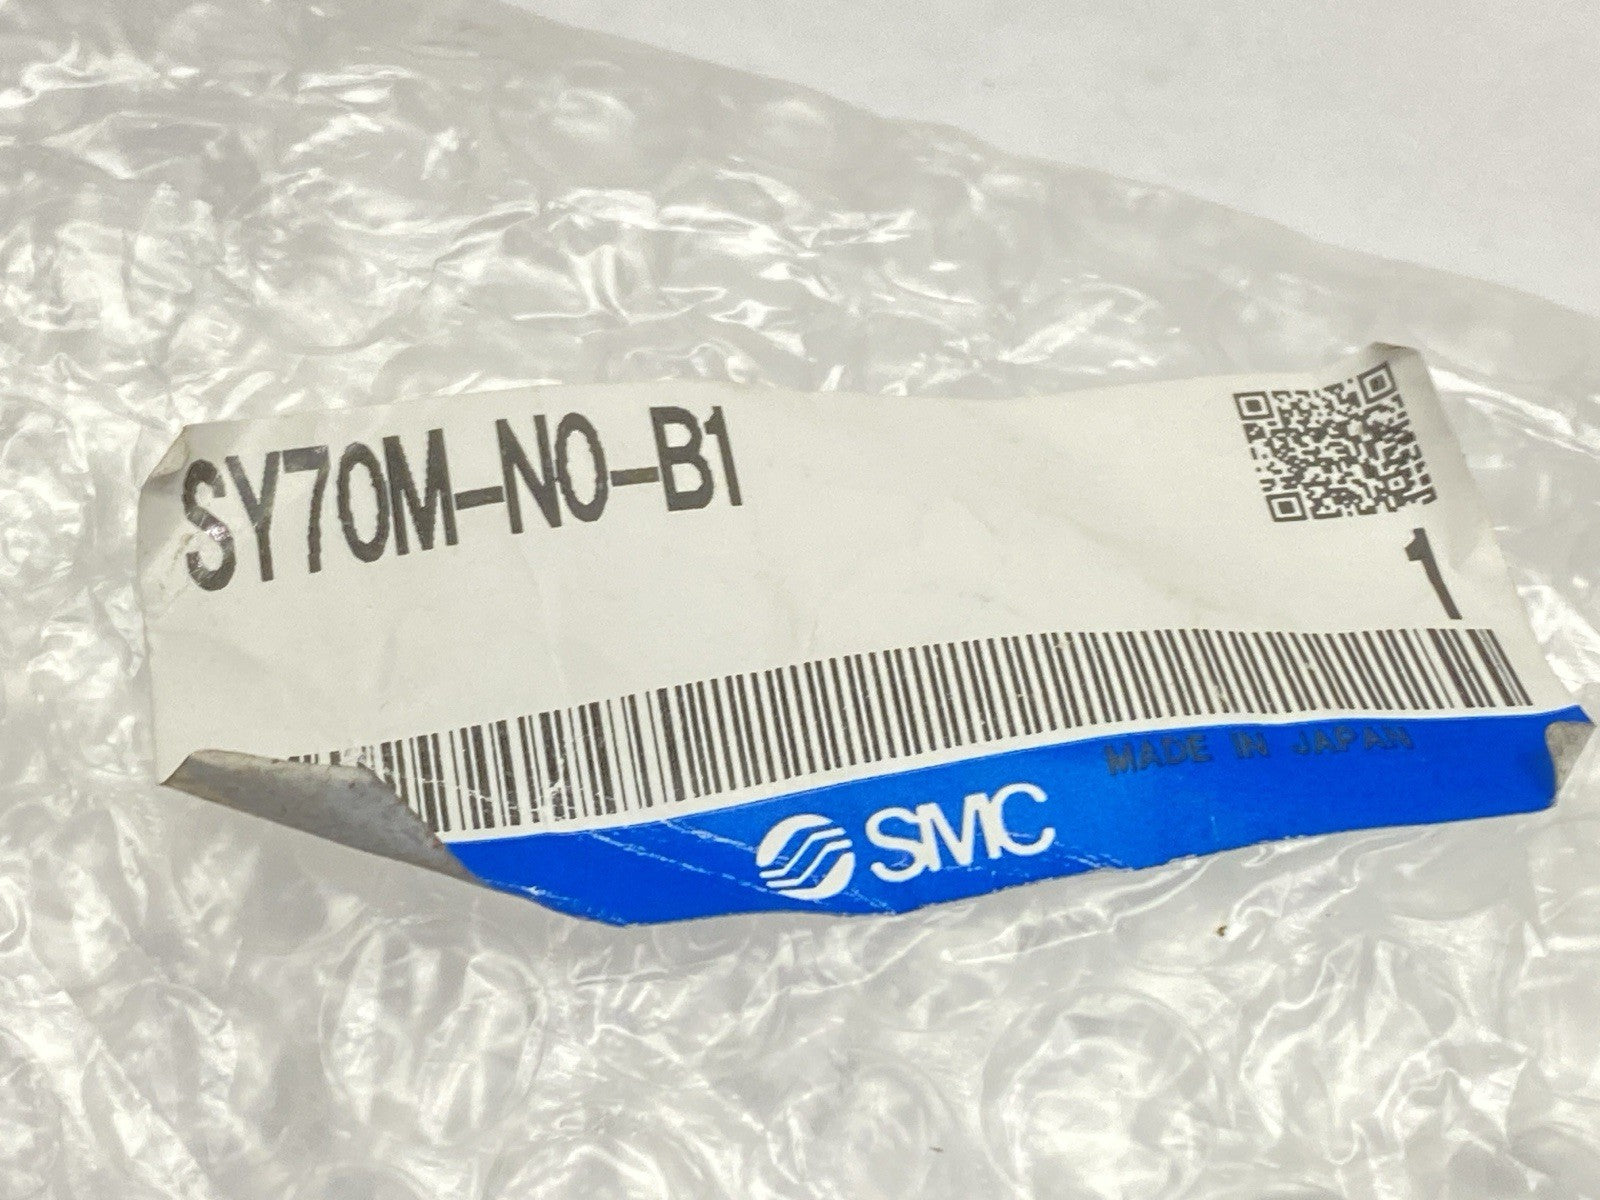 SY70M-N0-B1
1
MADE IN JAPAN
SMC